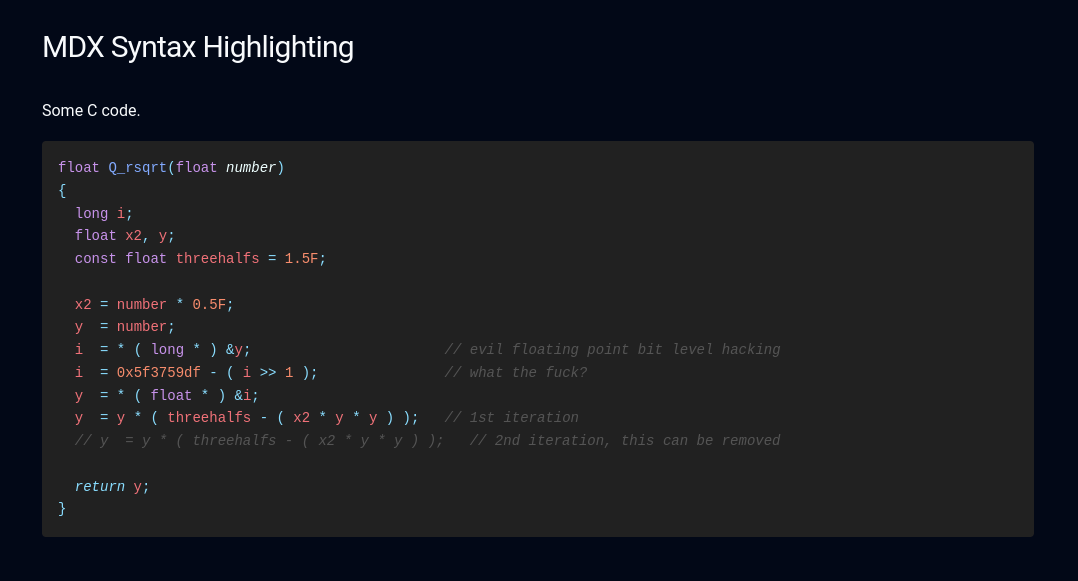 MDX Syntax Highlighting
Some C code.
float Q_rsqrt(float number)
{
  long i;
  float x2, y;
  const float threehalfs = 1.5F;

  x2 = number * 0.5F;
  y  = number;
  i  = * ( long * ) &y;                       // evil floating point bit level hacking
  i  = 0x5f3759df - ( i >> 1 );               // what the fuck?
  y  = * ( float * ) &i;
  y  = y * ( threehalfs - ( x2 * y * y ) );   // 1st iteration
  // y  = y * ( threehalfs - ( x2 * y * y ) );   // 2nd iteration, this can be removed

  return y;
}